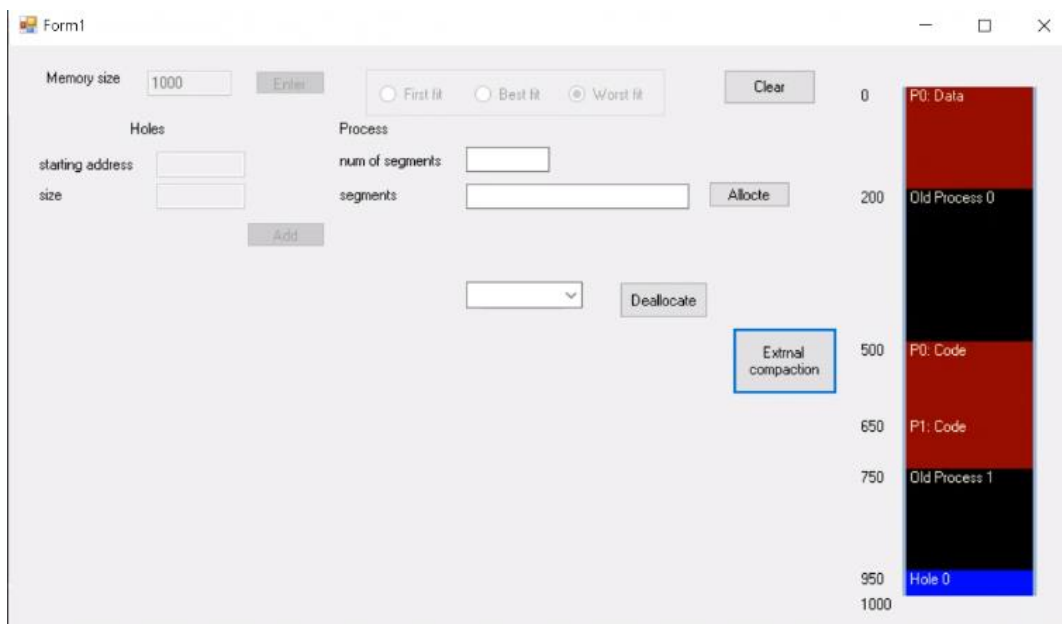 Form1
Memory size 1000 Enter
First fit Best fit Worst fit
Clear
Holes
Process
starting address
num of segments
size
segments
Allocte
Add
Deallocate
Extrnal
compaction
0 P0: Data
200 Old Process 0
500 P0: Code
650 P1: Code
750 Old Process 1
950 Hole 0
1000